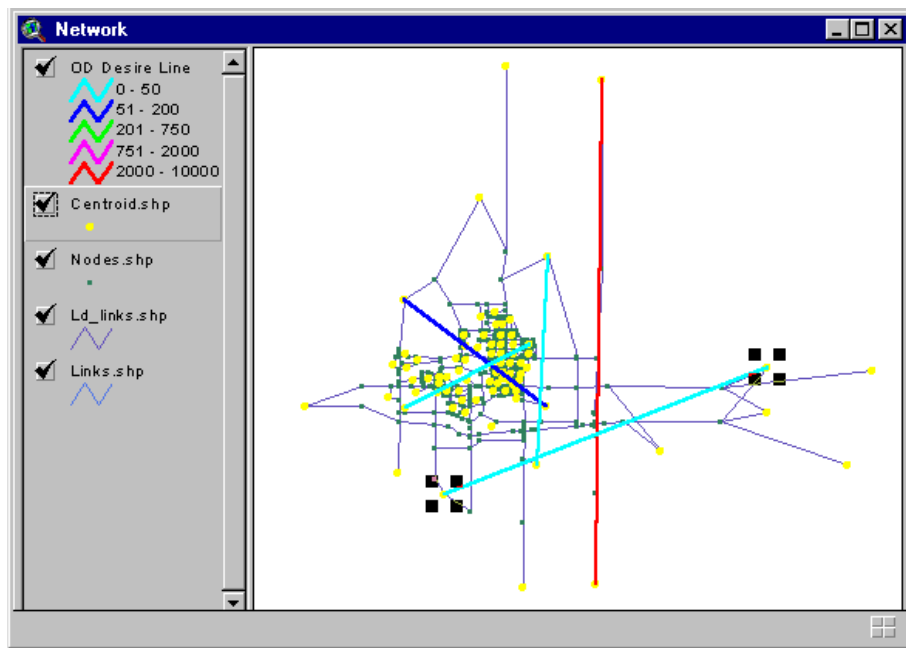 Network
OD Desire Line
0 - 50
51 - 200
201 - 750
751 - 2000
2000 - 10000
Centroid.shp
Nodes.shp
Ld_links.shp
Links.shp